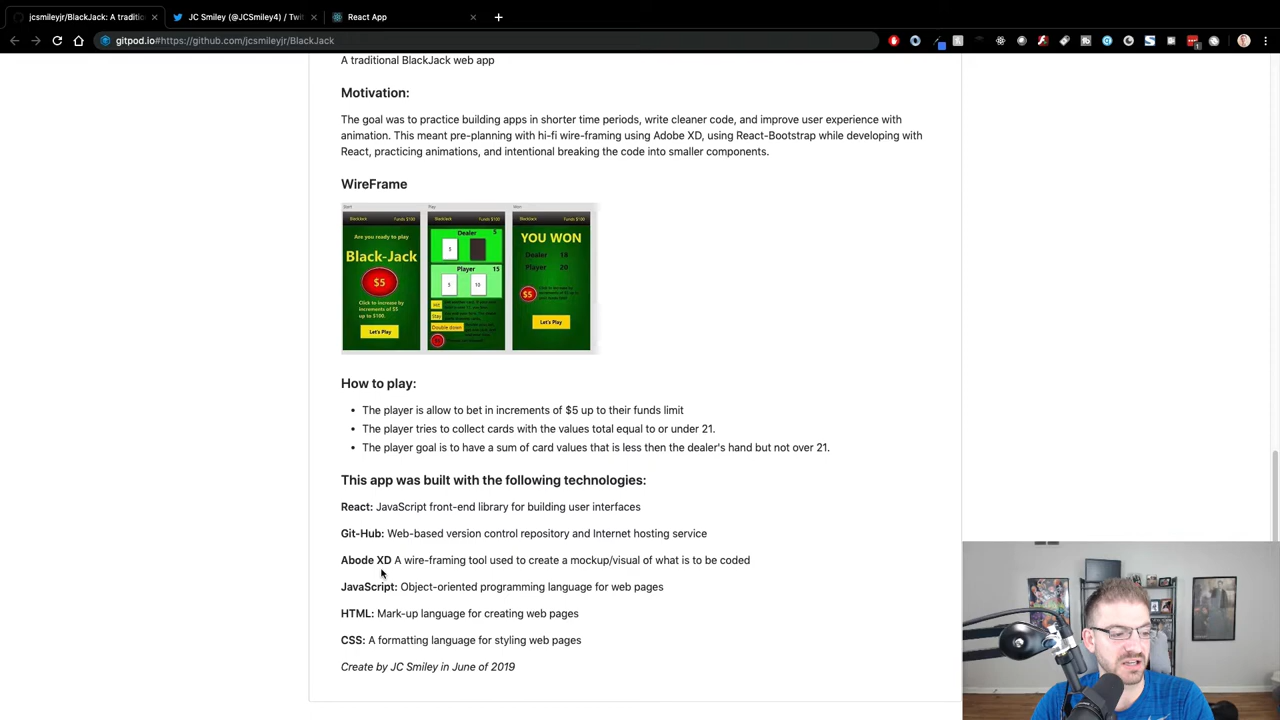 jcsmileyjr/BlackJack: A traditio
JC Smiley (@JCSmiley4) / Twit
React App
gitpod.io#https://github.com/jcsmileyjr/BlackJack
A traditional BlackJack web app
Motivation:
The goal was to practice building apps in shorter time periods, write cleaner code, and improve user experience with
animation. This meant pre-planning with hi-fi wire-framing using Adobe XD, using React-Bootstrap while developing with
React, practicing animations, and intentional breaking the code into smaller components.
WireFrame
Start
Play
Won
BlackJack Funds $100
BlackJack Funds $100
BlackJack Funds $100
Are you ready to play
Black-Jack
$5
Click to increase by
increments of $5
up to $100.
Let's Play
Dealer 5
5
Player 15
5 10
Hit
Stay
Double down
YOU WON
Dealer 18
Player 20
$5
Let's Play
How to play:
• The player is allow to bet in increments of $5 up to their funds limit
• The player tries to collect cards with the values total equal to or under 21.
• The player goal is to have a sum of card values that is less then the dealer's hand but not over 21.
This app was built with the following technologies:
React: JavaScript front-end library for building user interfaces
Git-Hub: Web-based version control repository and Internet hosting service
Abode XD A wire-framing tool used to create a mockup/visual of what is to be coded
JavaScript: Object-oriented programming language for web pages
HTML: Mark-up language for creating web pages
CSS: A formatting language for styling web pages
Create by JC Smiley in June of 2019